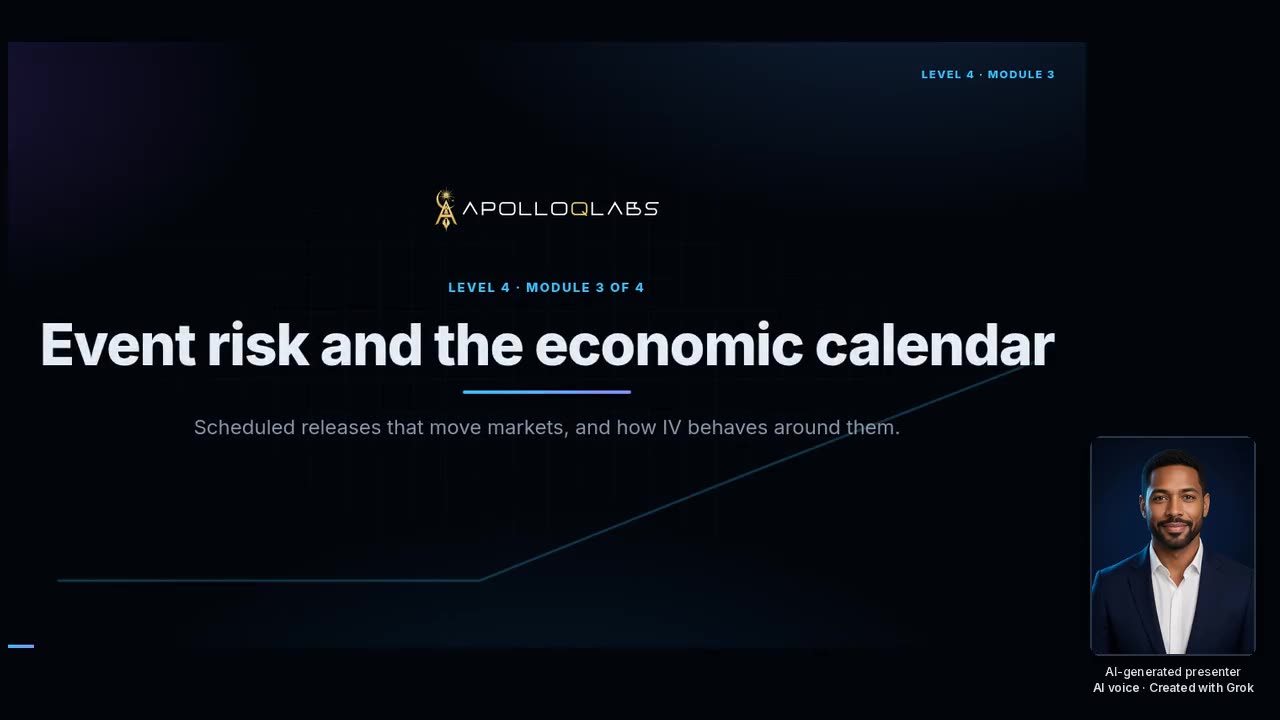 LEVEL 4 · MODULE 3
APOLLOQLABS
LEVEL 4 · MODULE 3 OF 4
Event risk and the economic calendar
Scheduled releases that move markets, and how IV behaves around them.
AI-generated presenter
AI voice · Created with Grok